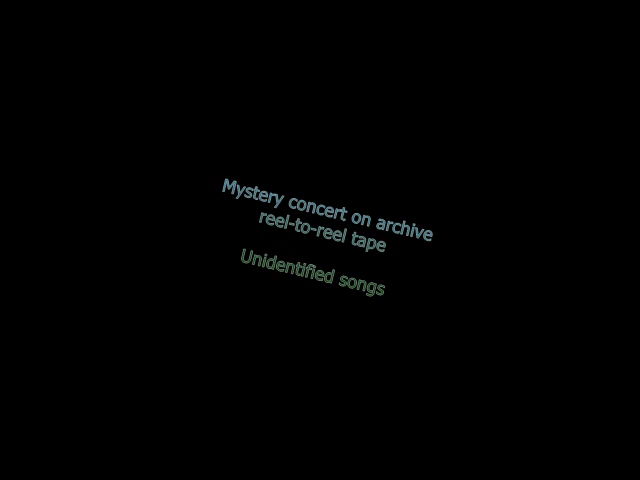 Mystery concert on archive
reel-to-reel tape
Unidentified songs